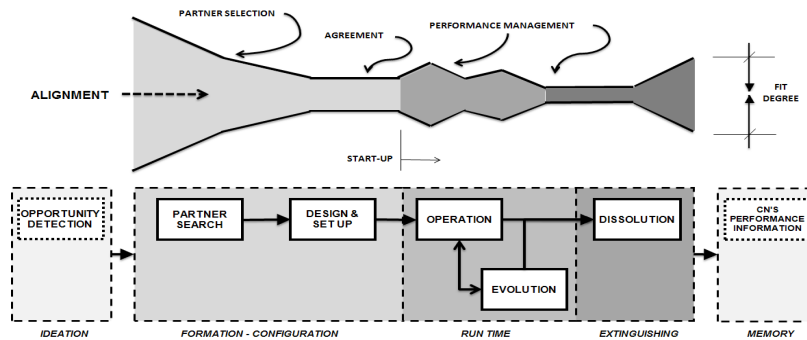 PARTNER SELECTION
AGREEMENT
PERFORMANCE MANAGEMENT
ALIGNMENT
FIT
DEGREE
START-UP
OPPORTUNITY
DETECTION
PARTNER
SEARCH
DESIGN &
SET UP
OPERATION
DISSOLUTION
CN'S
PERFORMANCE
INFORMATION
EVOLUTION
IDEATION
FORMATION - CONFIGURATION
RUN TIME
EXTINGUISHING
MEMORY